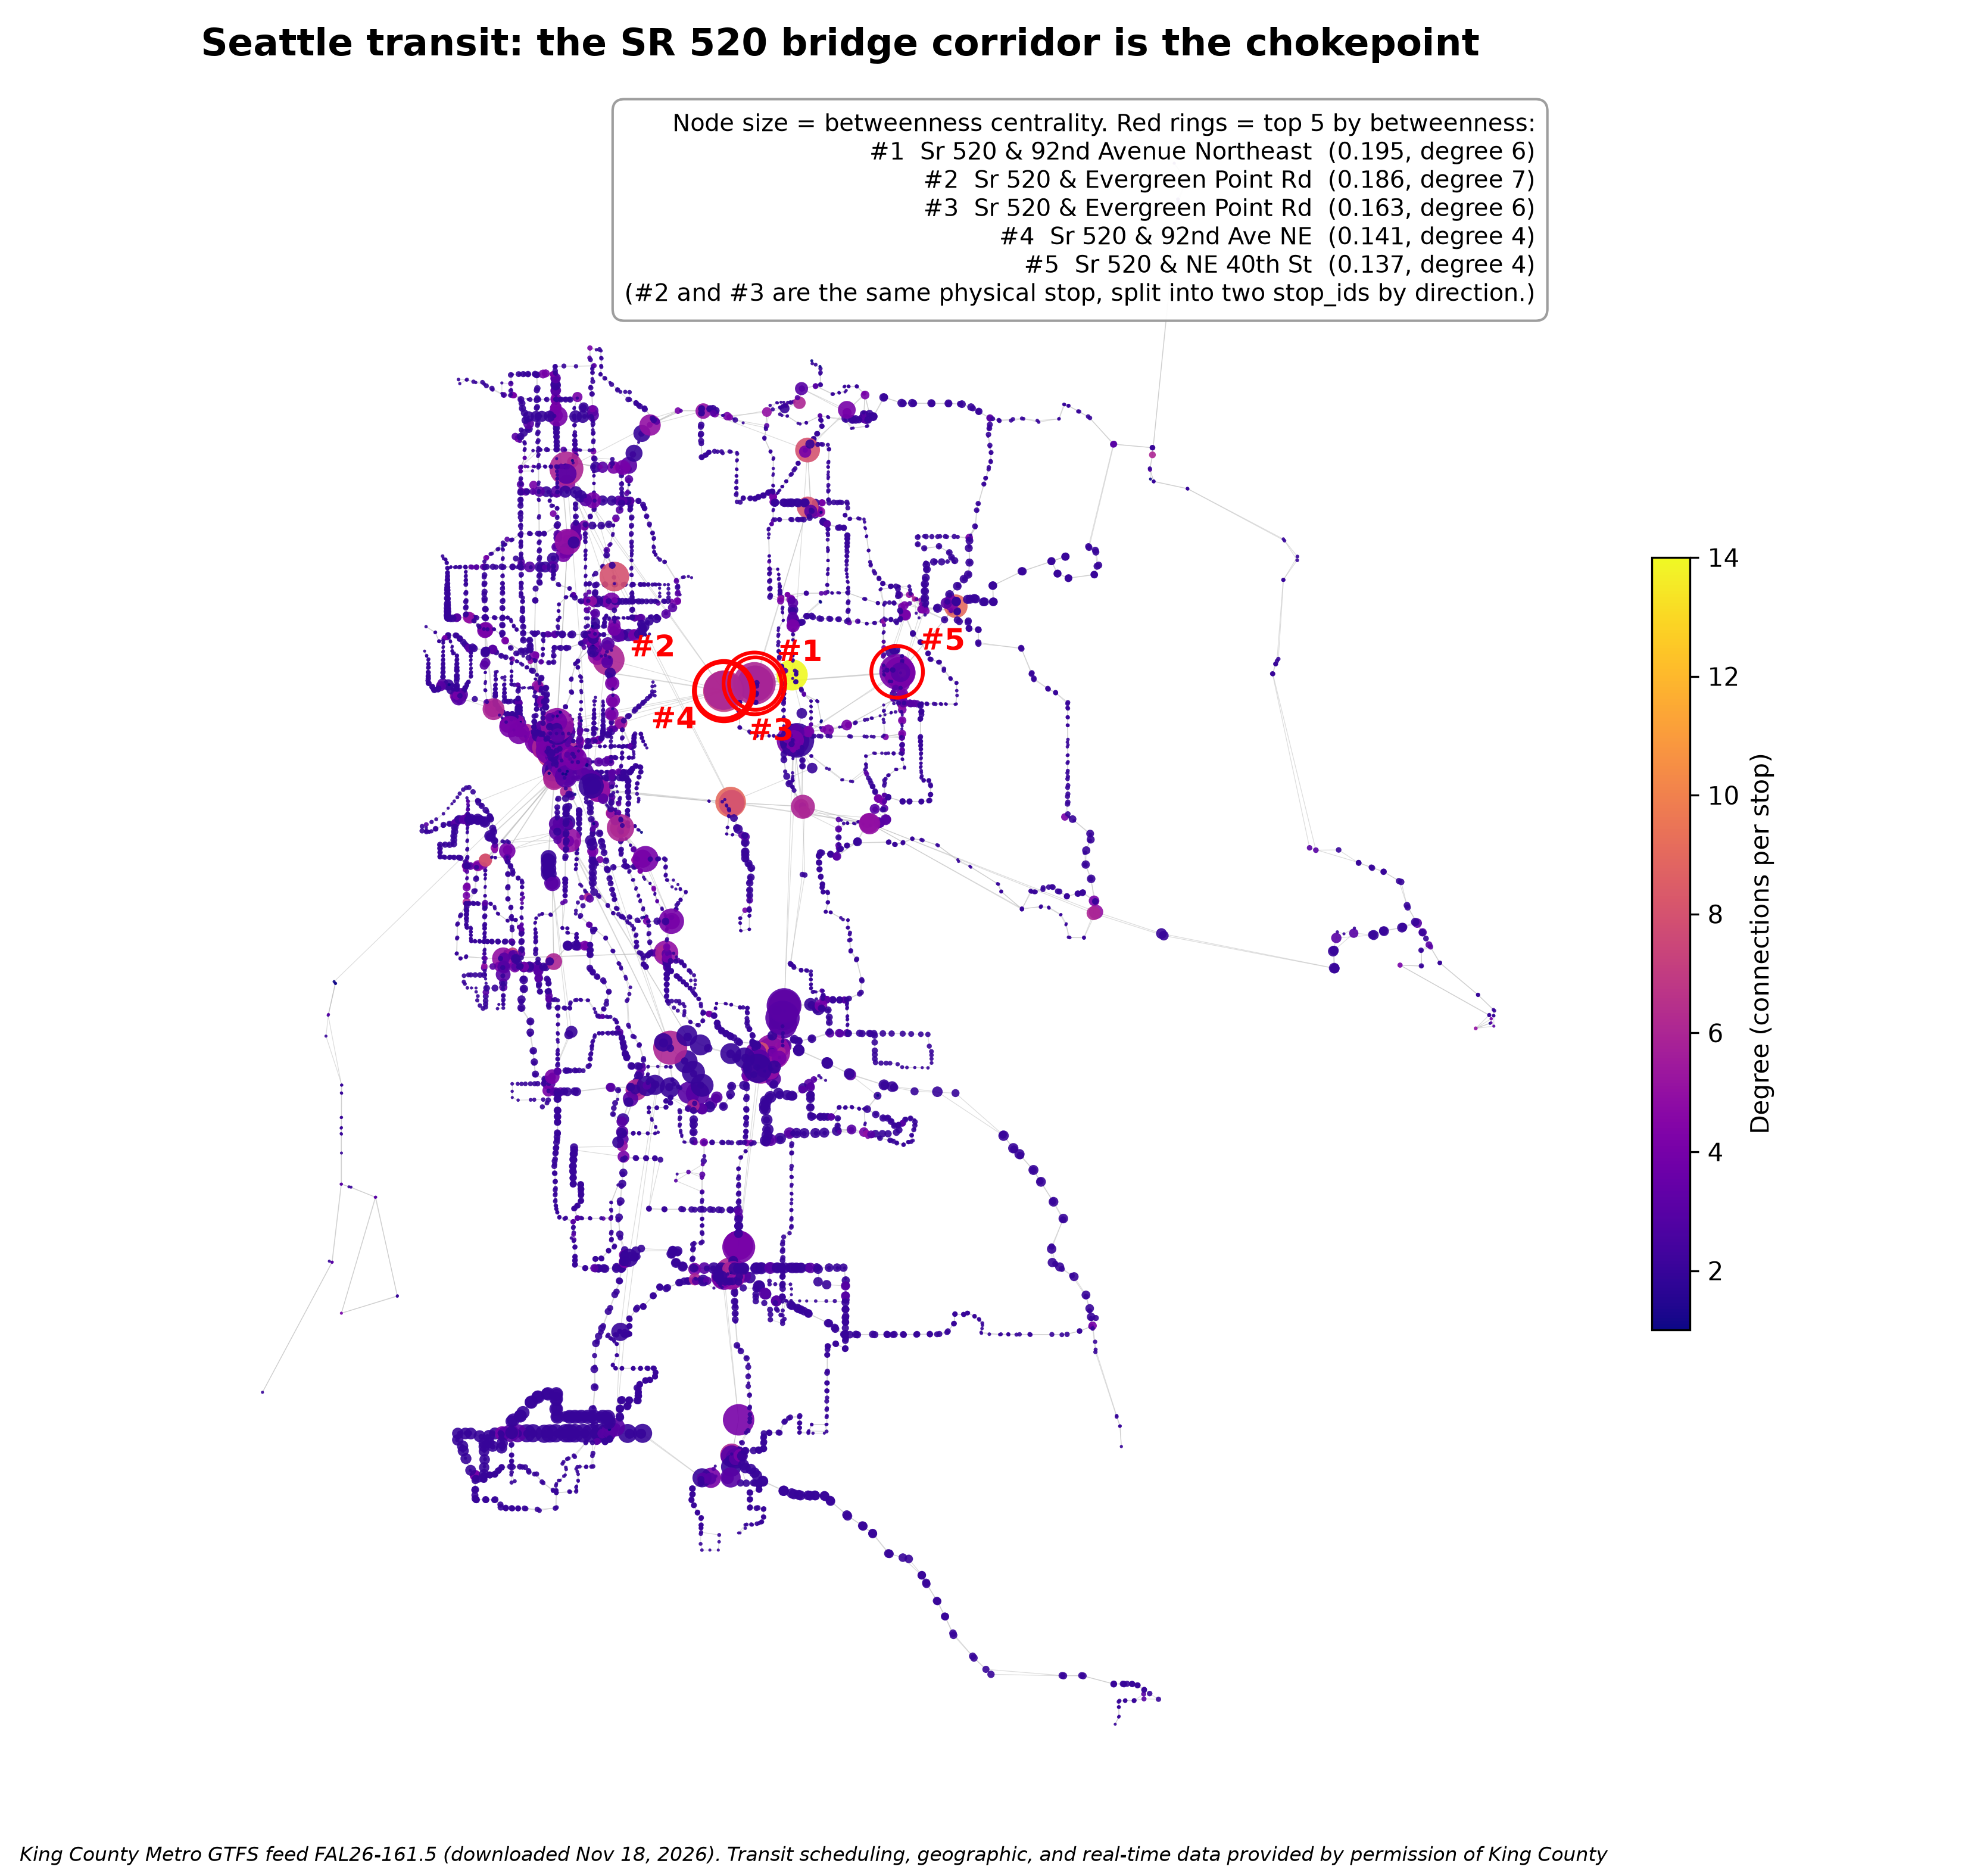 Seattle transit: the SR 520 bridge corridor is the chokepoint
Node size = betweenness centrality. Red rings = top 5 by betweenness:
#1 Sr 520 & 92nd Avenue Northeast (0.195, degree 6)
#2 Sr 520 & Evergreen Point Rd (0.186, degree 7)
#3 Sr 520 & Evergreen Point Rd (0.163, degree 6)
#4 Sr 520 & 92nd Ave NE (0.141, degree 4)
#5 Sr 520 & NE 40th St (0.137, degree 4)
(#2 and #3 are the same physical stop, split into two stop_ids by direction.)
#2
#1
#5
#4
#3
14
12
10
8
6
4
2
Degree (connections per stop)
King County Metro GTFS feed FAL26-161.5 (downloaded Nov 18, 2026). Transit scheduling, geographic, and real-time data provided by permission of King County